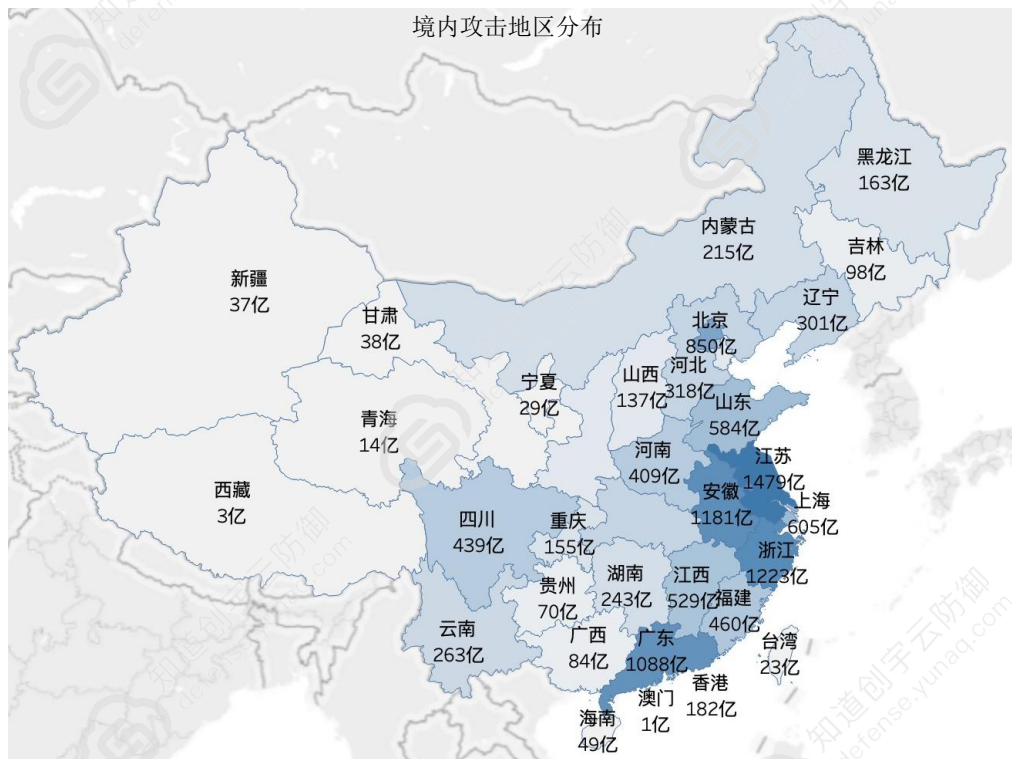 境内攻击地区分布
黑龙江
163亿
内蒙古
215亿
吉林
98亿
新疆
37亿
辽宁
301亿
甘肃
38亿
北京
850亿
河北
318亿
山西
137亿
宁夏
29亿
山东
584亿
青海
14亿
河南
409亿
江苏
1479亿
西藏
3亿
安徽
1181亿
上海
605亿
四川
439亿
重庆
155亿
浙江
1223亿
湖南
243亿
江西
529亿
贵州
70亿
福建
460亿
云南
263亿
广西
84亿
广东
1088亿
台湾
23亿
香港
182亿
澳门
1亿
海南
49亿
知道创宇云防御
defense.yunaq.com